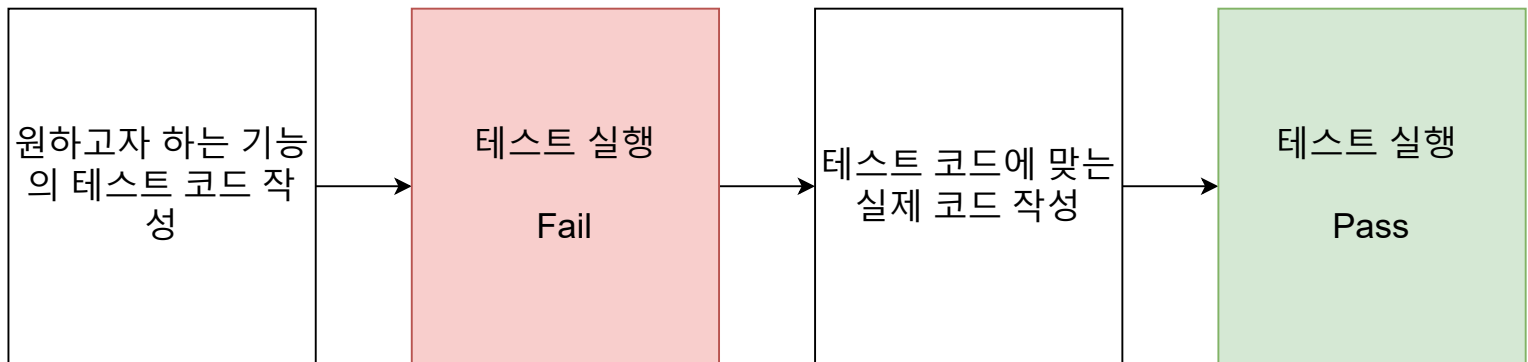 원하고자 하는 기능
의 테스트 코드 작
성
테스트 실행
Fail
테스트 코드에 맞는
실제 코드 작성
테스트 실행
Pass